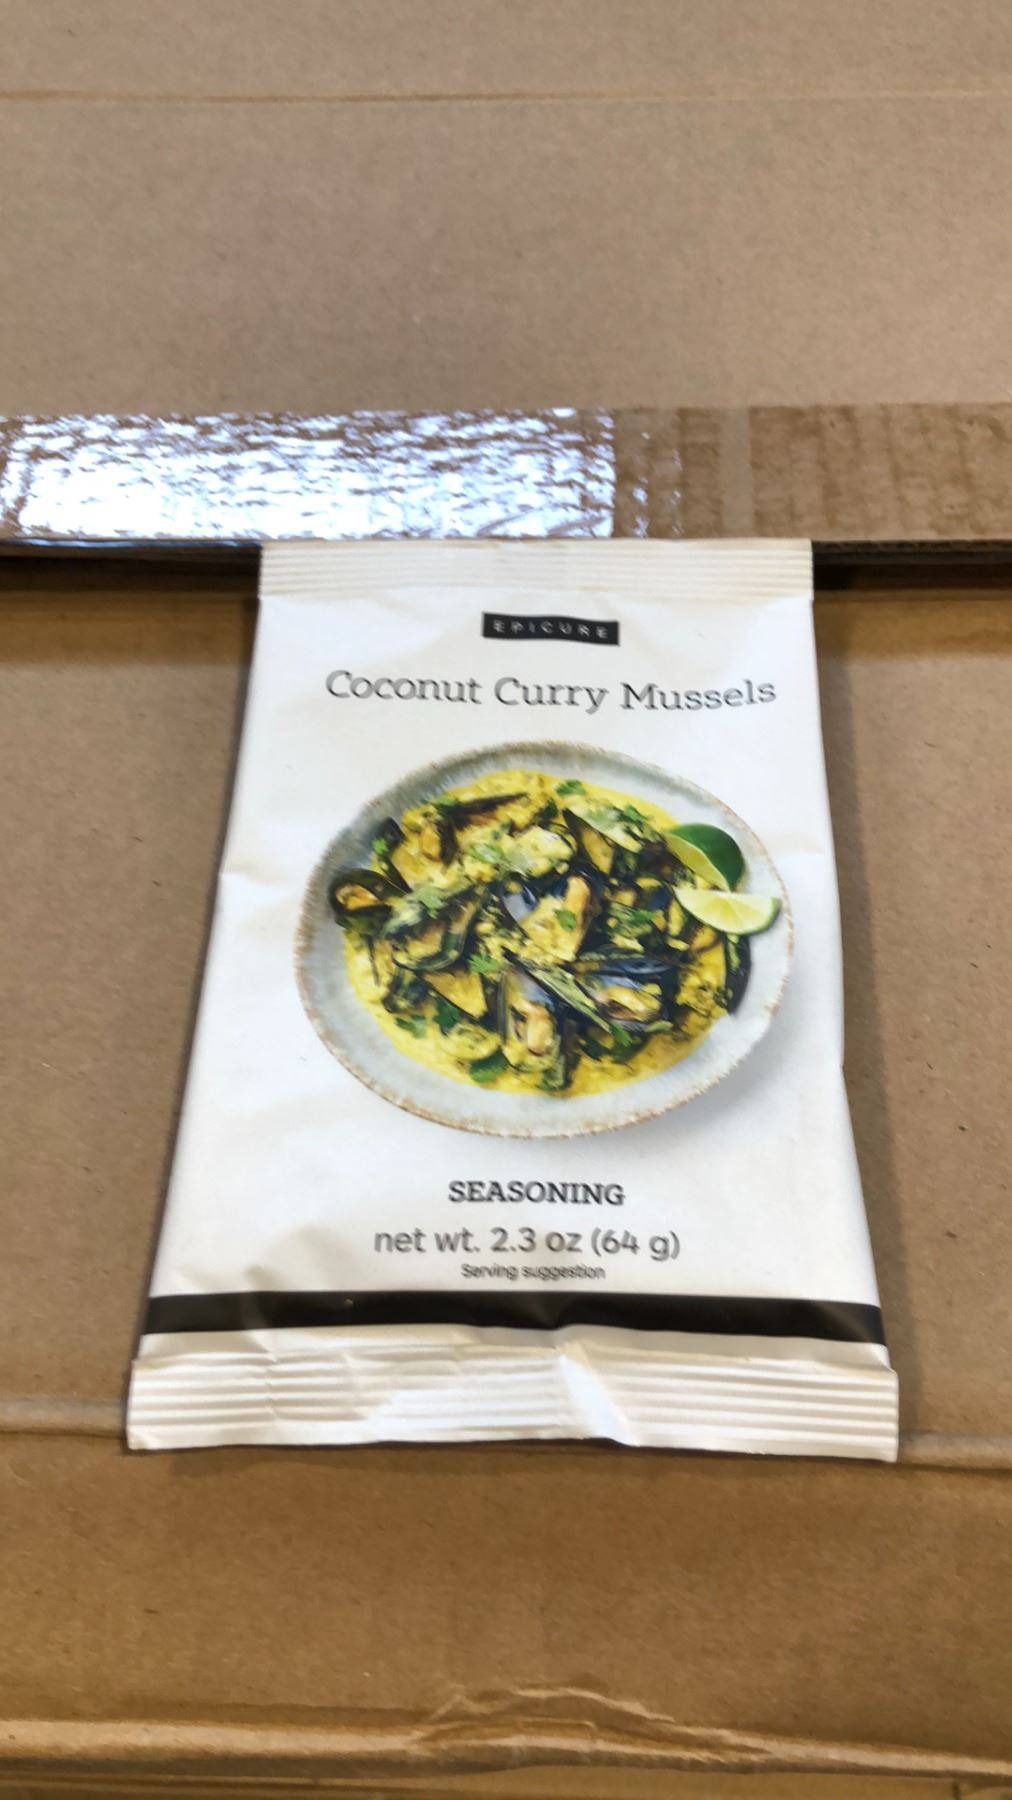 EPICURE
Coconut Curry Mussels
SEASONING
net wt. 2.3 oz (64 g)
Serving suggestion